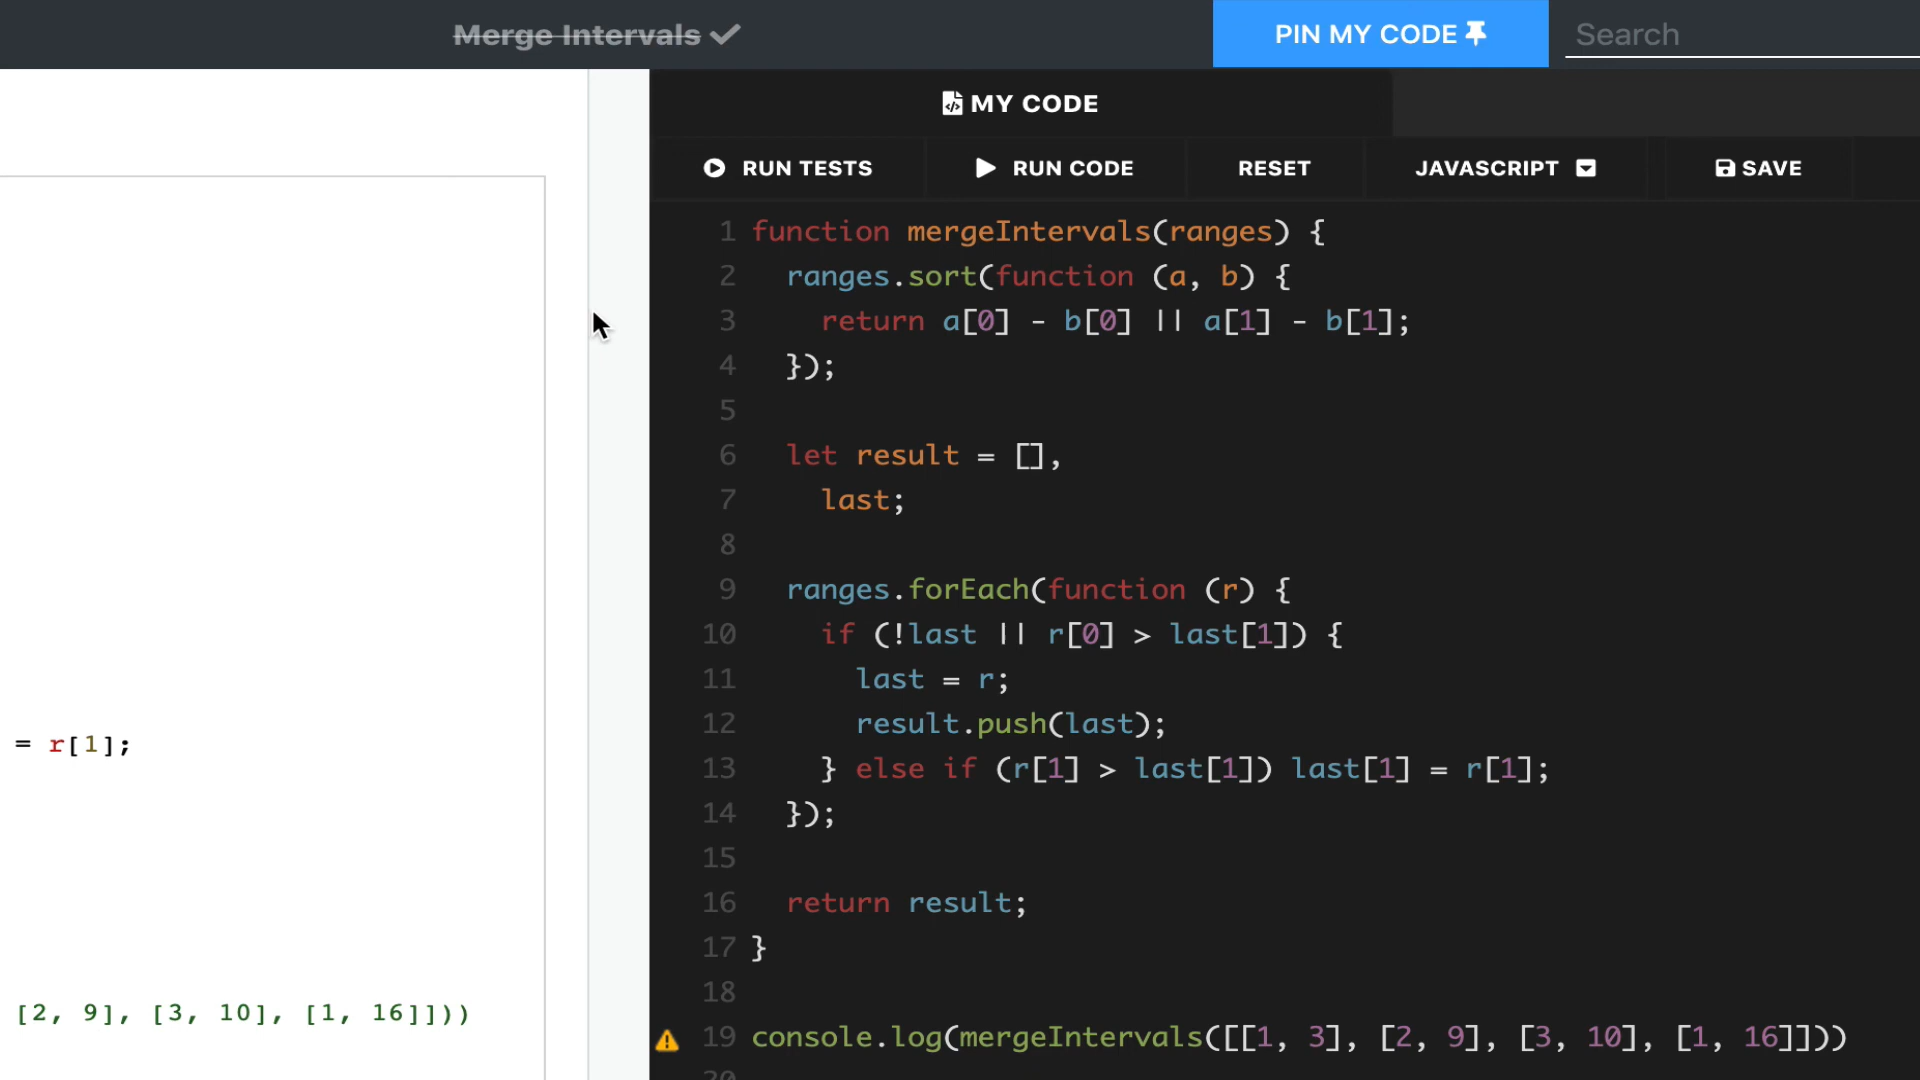 Merge Intervals
PIN MY CODE
Search
MY CODE
RUN TESTS
RUN CODE
RESET
JAVASCRIPT
SAVE
= r[1];
[2, 9], [3, 10], [1, 16]]))
1 function mergeIntervals(ranges) {
2 ranges.sort(function (a, b) {
3 return a[0] - b[0] || a[1] - b[1];
4 });
5
6 let result = [],
7 last;
8
9 ranges.forEach(function (r) {
10 if (!last || r[0] > last[1]) {
11 last = r;
12 result.push(last);
13 } else if (r[1] > last[1]) last[1] = r[1];
14 });
15
16 return result;
17 }
18
19 console.log(mergeIntervals([[1, 3], [2, 9], [3, 10], [1, 16]]))
20